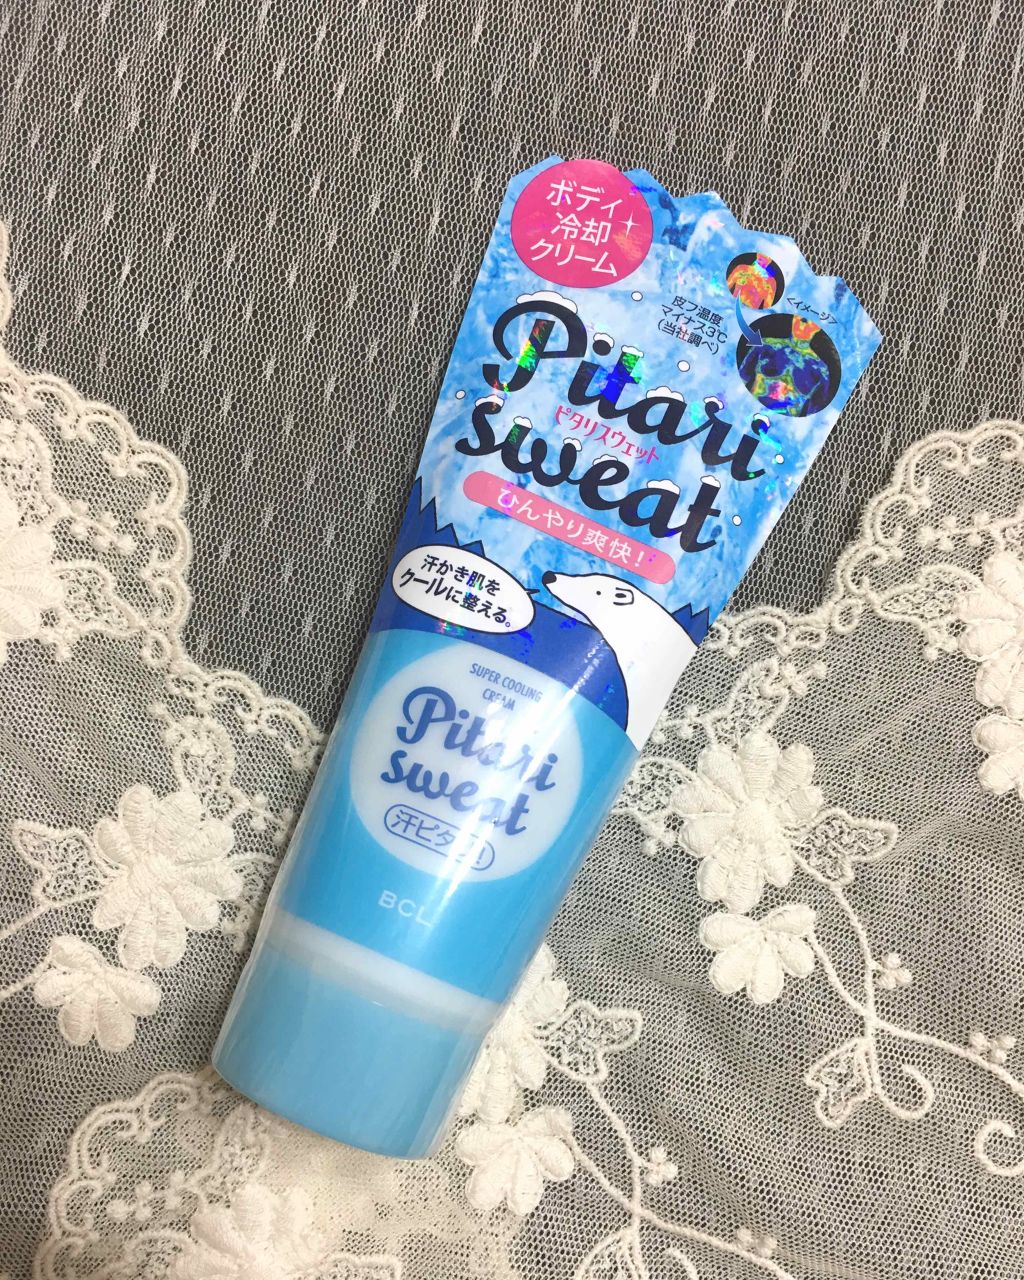 ボディ
冷却
クリーム
<イメージ>
皮フ温度
マイナス3℃
(当社調べ)
Pitari
ピタリスウェット
sweat
ひんやり爽快!
汗かき肌を
クールに整える。
SUPER COOLING
CREAM
Pitari
sweat
汗ピタッ!
BCL